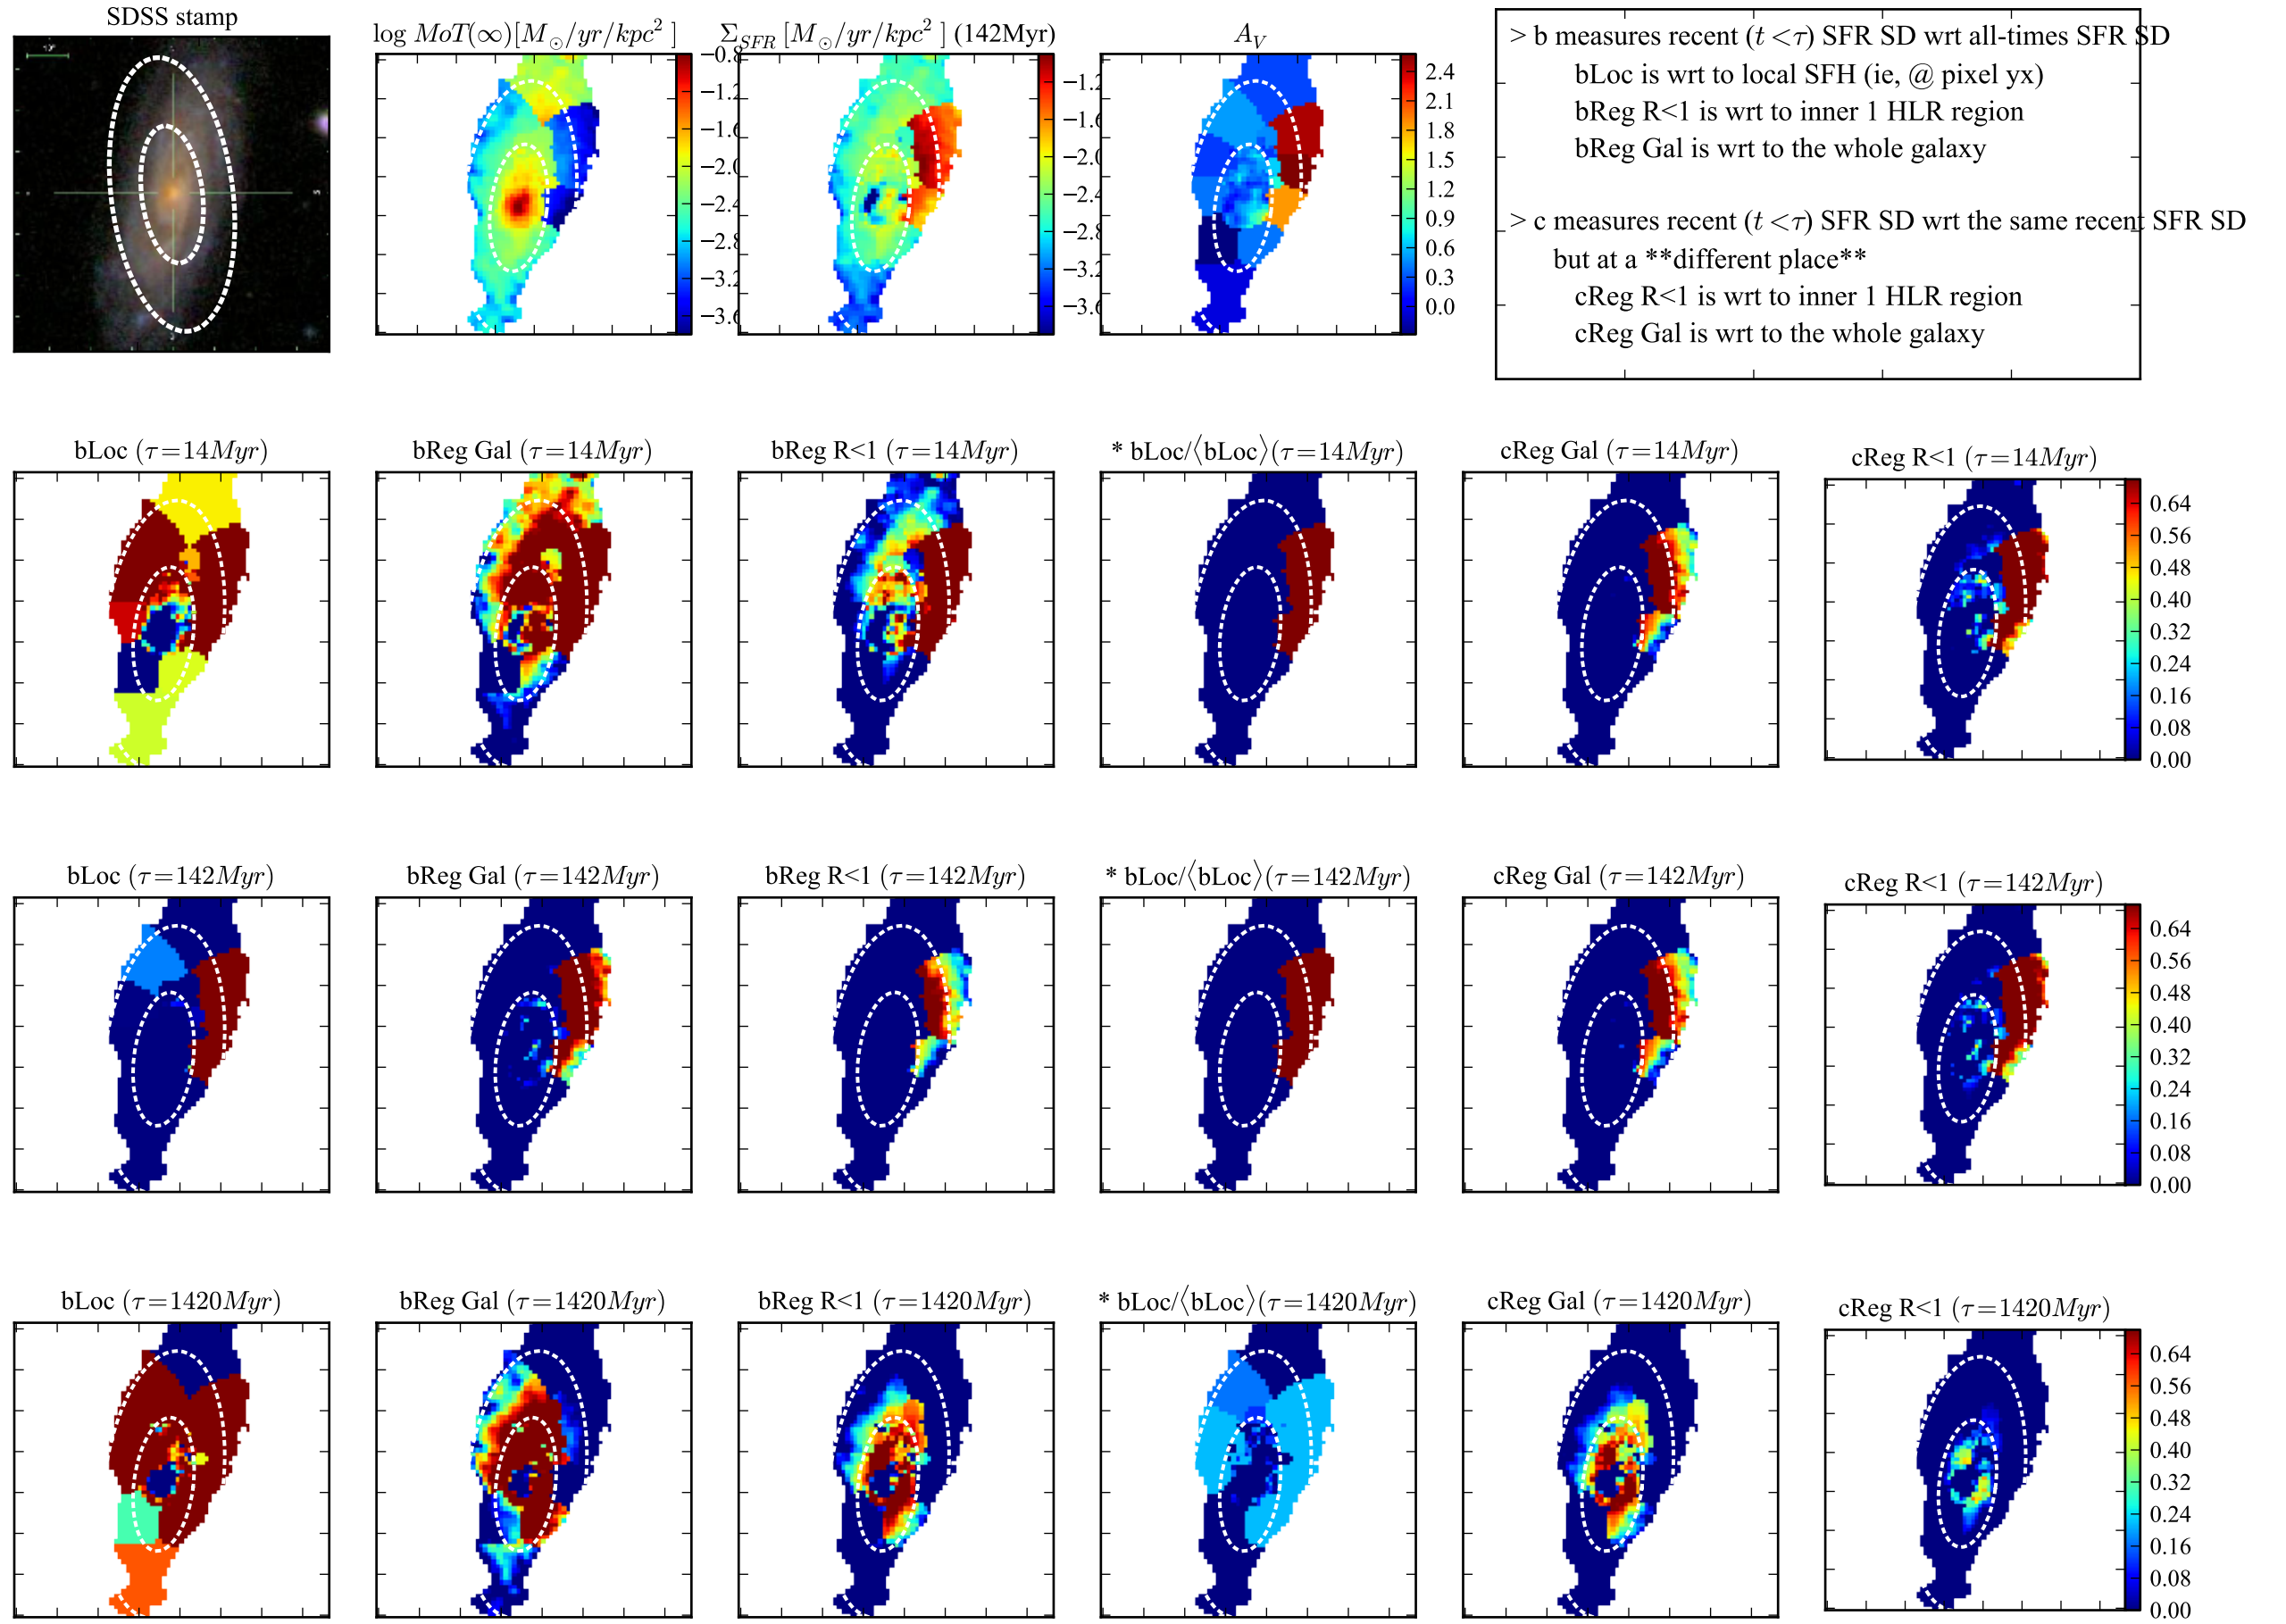 SDSS stamp
log MoT(∞)[M⊙/yr/kpc² ]
Σ_SFR [M⊙/yr/kpc² ] (142Myr)
A_V
−0.8
−1.2
−1.6
−2.0
−2.4
−2.8
−3.2
−3.6
−1.2
−1.6
−2.0
−2.4
−2.8
−3.2
−3.6
2.4
2.1
1.8
1.5
1.2
0.9
0.6
0.3
0.0
> b measures recent (t <τ) SFR SD wrt all-times SFR SD
bLoc is wrt to local SFH (ie, @ pixel yx)
bReg R<1 is wrt to inner 1 HLR region
bReg Gal is wrt to the whole galaxy
> c measures recent (t <τ) SFR SD wrt the same recent SFR SD
but at a **different place**
cReg R<1 is wrt to inner 1 HLR region
cReg Gal is wrt to the whole galaxy
bLoc (τ=14Myr)
bReg Gal (τ=14Myr)
bReg R<1 (τ=14Myr)
* bLoc/⟨bLoc⟩(τ=14Myr)
cReg Gal (τ=14Myr)
cReg R<1 (τ=14Myr)
0.64
0.56
0.48
0.40
0.32
0.24
0.16
0.08
0.00
bLoc (τ=142Myr)
bReg Gal (τ=142Myr)
bReg R<1 (τ=142Myr)
* bLoc/⟨bLoc⟩(τ=142Myr)
cReg Gal (τ=142Myr)
cReg R<1 (τ=142Myr)
0.64
0.56
0.48
0.40
0.32
0.24
0.16
0.08
0.00
bLoc (τ=1420Myr)
bReg Gal (τ=1420Myr)
bReg R<1 (τ=1420Myr)
* bLoc/⟨bLoc⟩(τ=1420Myr)
cReg Gal (τ=1420Myr)
cReg R<1 (τ=1420Myr)
0.64
0.56
0.48
0.40
0.32
0.24
0.16
0.08
0.00